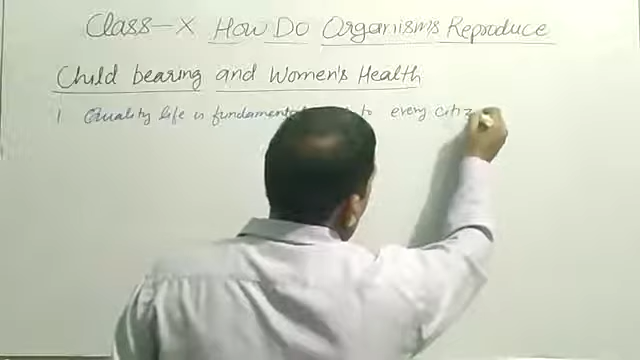 Class-X How Do Organisms Reproduce
Child bearing and Women's Health
1 Quality life is fundamental to every citiz